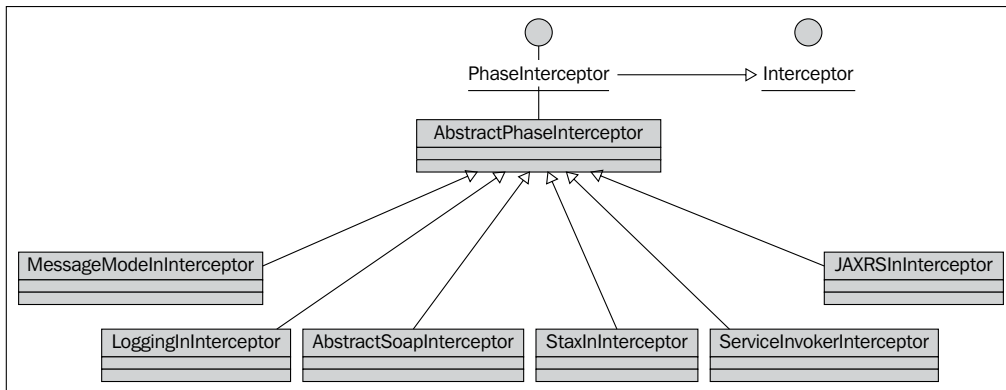 PhaseInterceptor
Interceptor
AbstractPhaseInterceptor
MessageModeInInterceptor
JAXRSInInterceptor
LoggingInInterceptor
AbstractSoapInterceptor
StaxInInterceptor
ServiceInvokerInterceptor